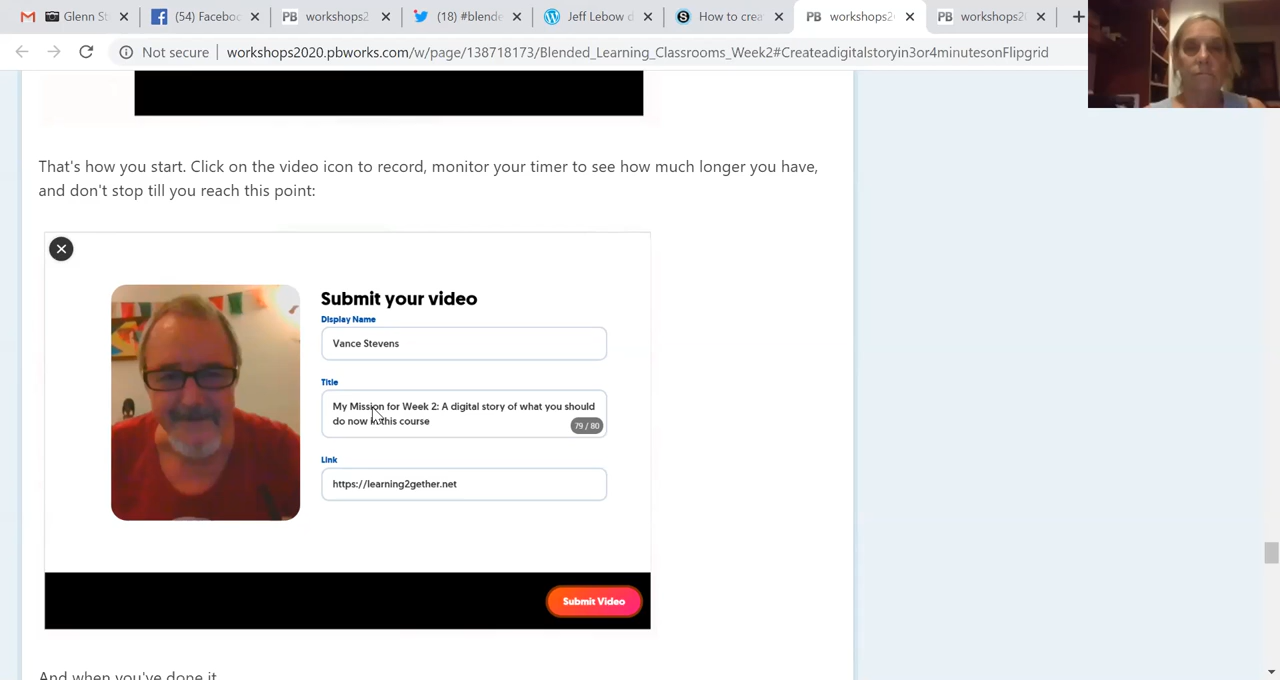 Glenn St
(54) Faceboo
PB workshops2
(18) #blende
Jeff Lebow d
S How to crea
PB workshops2
PB workshops2
Not secure workshops2020.pbworks.com/w/page/138718173/Blended_Learning_Classrooms_Week2#Createadigitalstoryin3or4minutesonFlipgrid
That's how you start. Click on the video icon to record, monitor your timer to see how much longer you have,
and don't stop till you reach this point:
Submit your video
Display Name
Vance Stevens
Title
My Mission for Week 2: A digital story of what you should
do now in this course
79 / 80
Link
https://learning2gether.net
Submit Video
And when you've done it